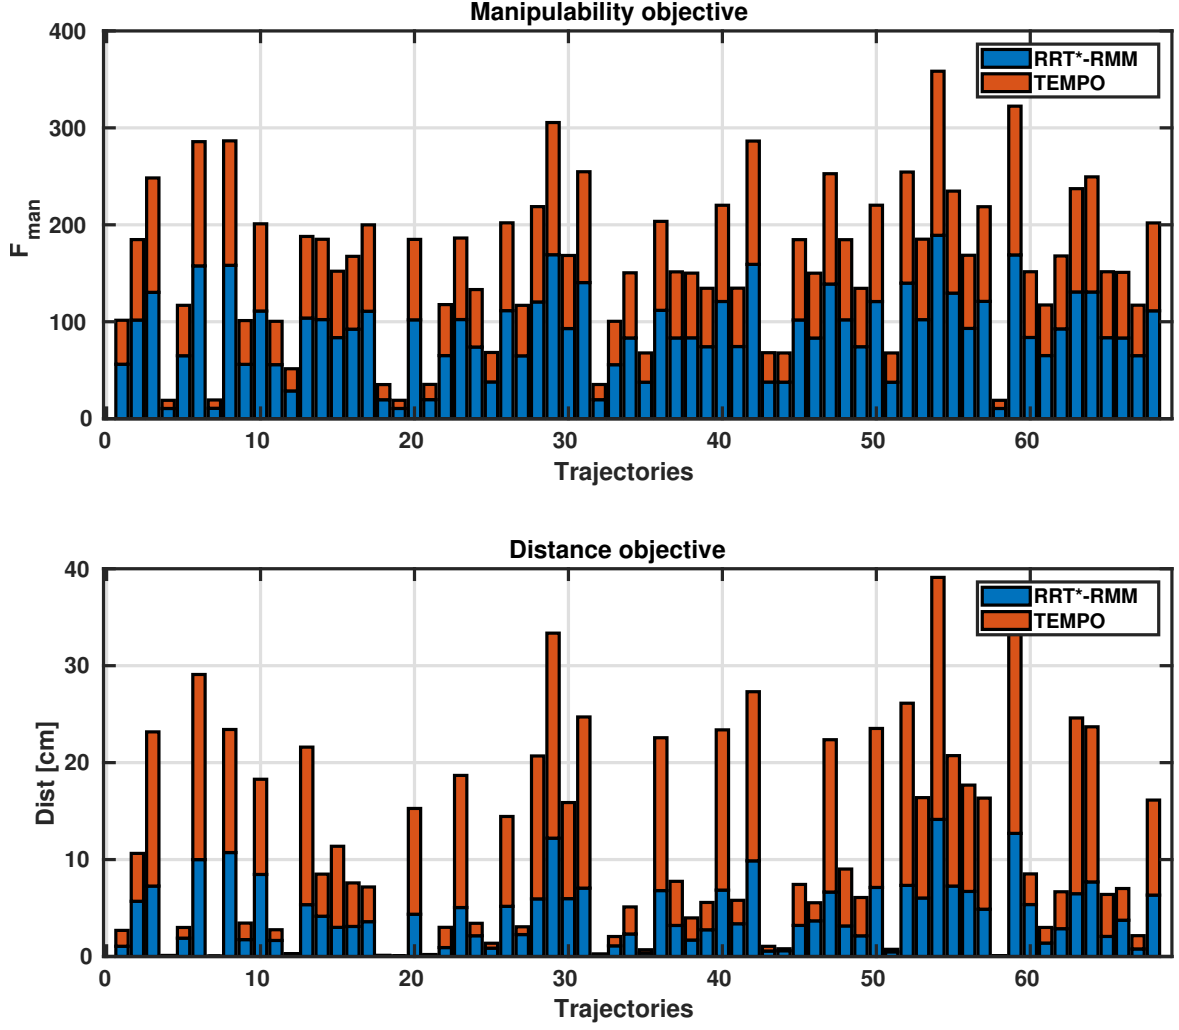 Manipulability objective
400
300
200
100
0
F_man
RRT*-RMM
TEMPO
0 10 20 30 40 50 60
Trajectories
Distance objective
40
30
20
10
0
Dist [cm]
RRT*-RMM
TEMPO
0 10 20 30 40 50 60
Trajectories